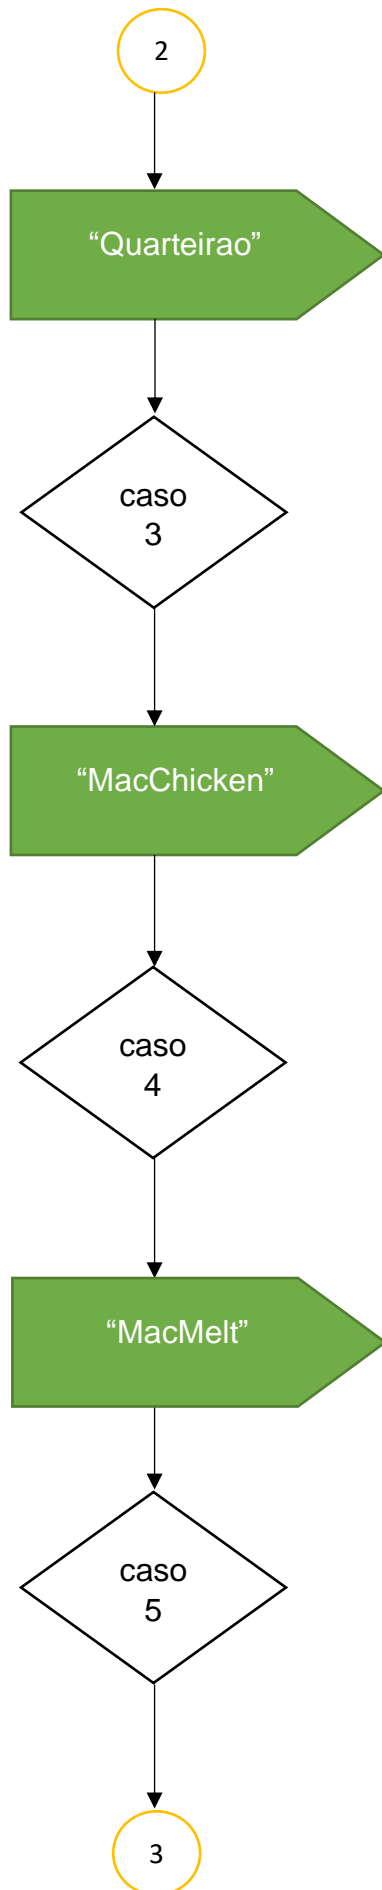 2
“Quarteirao”
caso
3
“MacChicken”
caso
4
“MacMelt”
caso
5
3